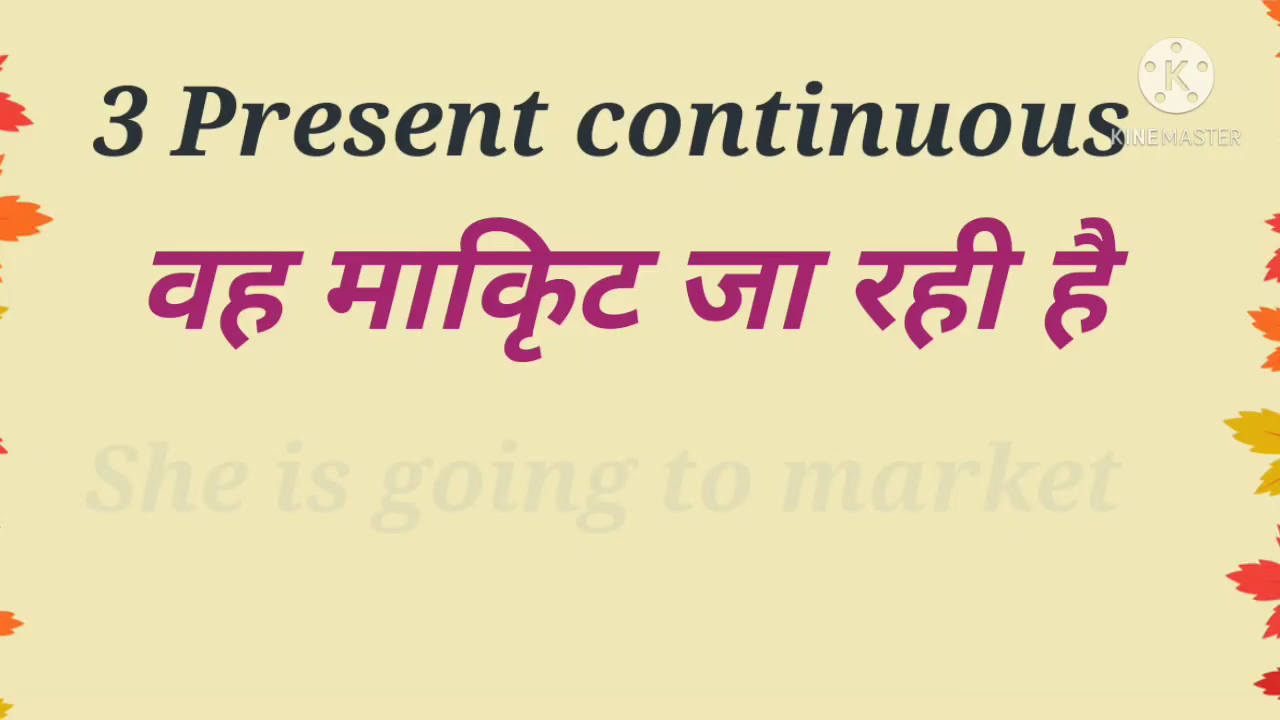 3 Present continuous
K
KINEMASTER
वह माकृिट जा रही है
She is going to market